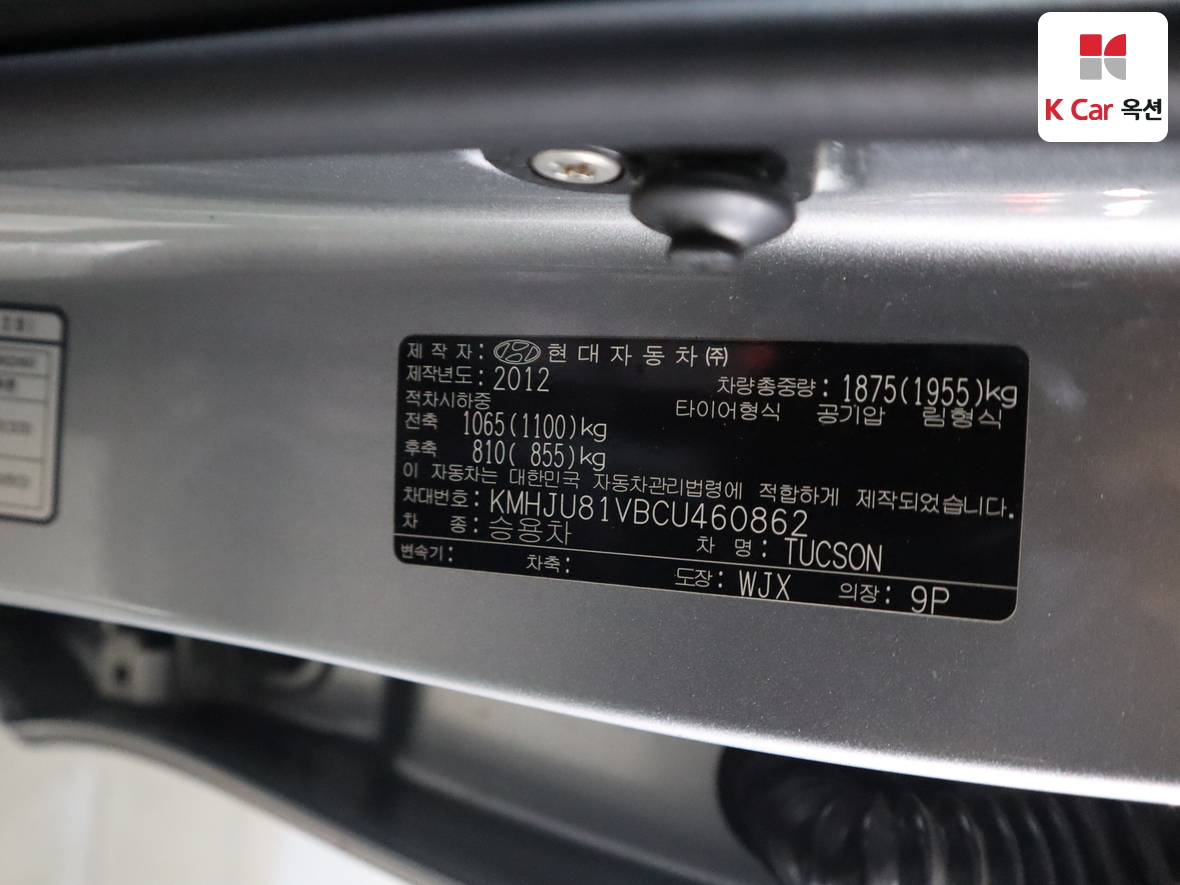 K Car 옥션
제 작 자 : 현 대 자 동 차 ㈜
제작년도 : 2012 차량총중량 : 1875(1955)kg
적차시하중 타이어형식 공기압 림형식
전축 1065(1100)kg
후축 810( 855)kg
이 자동차는 대한민국 자동차관리법령에 적합하게 제작되었습니다.
차대번호 : KMHJU81VBCU460862
차 종 : 승용차 차 명 : TUCSON
변속기 : 차축 : 도장 : WJX 의장 : 9P